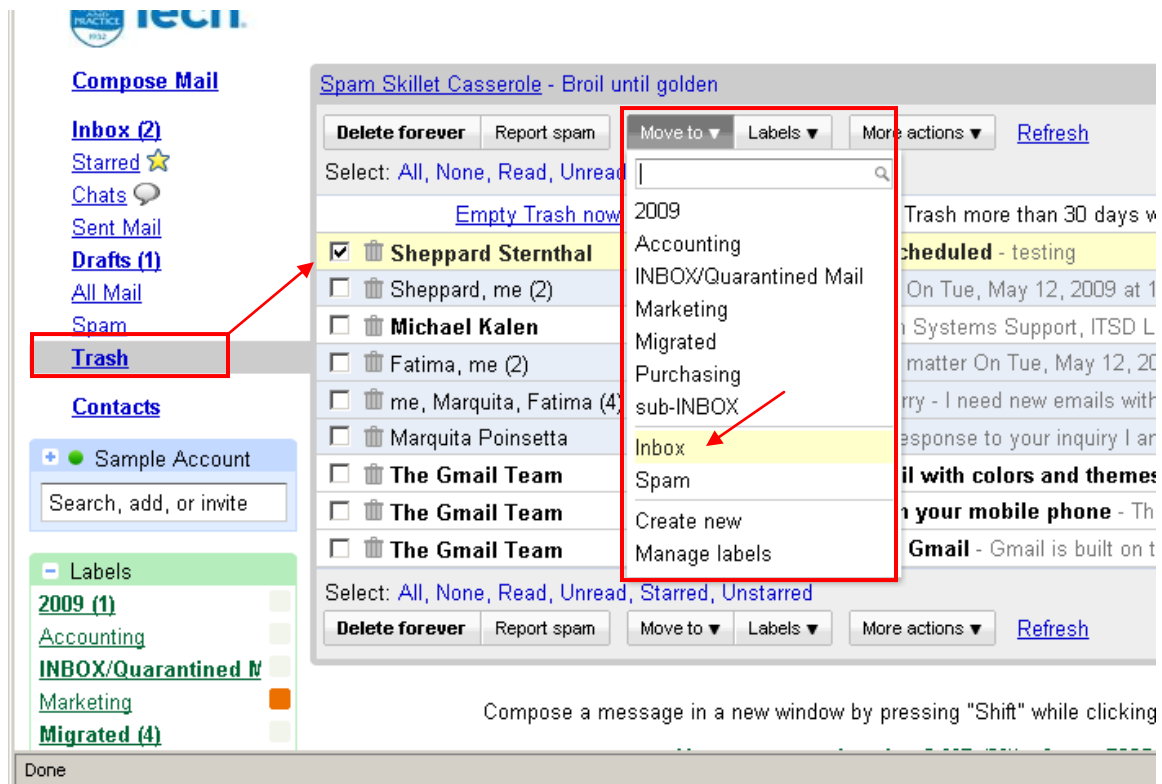 AND
PRACTICE
1932
Tech
Compose Mail
Inbox (2)
Starred
Chats
Sent Mail
Drafts (1)
All Mail
Spam
Trash
Contacts
Sample Account
Search, add, or invite
Labels
2009 (1)
Accounting
INBOX/Quarantined M
Marketing
Migrated (4)
Spam Skillet Casserole - Broil until golden
Delete forever Report spam Move to Labels More actions Refresh
Select: All, None, Read, Unread
Empty Trash now Trash more than 30 days w
Sheppard Sternthal cheduled - testing
Sheppard, me (2) On Tue, May 12, 2009 at 1
Michael Kalen Systems Support, ITSD L
Fatima, me (2) matter On Tue, May 12, 20
me, Marquita, Fatima (4) rry - I need new emails with
Marquita Poinsetta esponse to your inquiry I am
The Gmail Team il with colors and themes
The Gmail Team your mobile phone - Th
The Gmail Team Gmail - Gmail is built on t
2009
Accounting
INBOX/Quarantined Mail
Marketing
Migrated
Purchasing
sub-INBOX
Inbox
Spam
Create new
Manage labels
Select: All, None, Read, Unread, Starred, Unstarred
Delete forever Report spam Move to Labels More actions Refresh
Compose a message in a new window by pressing "Shift" while clicking
Done